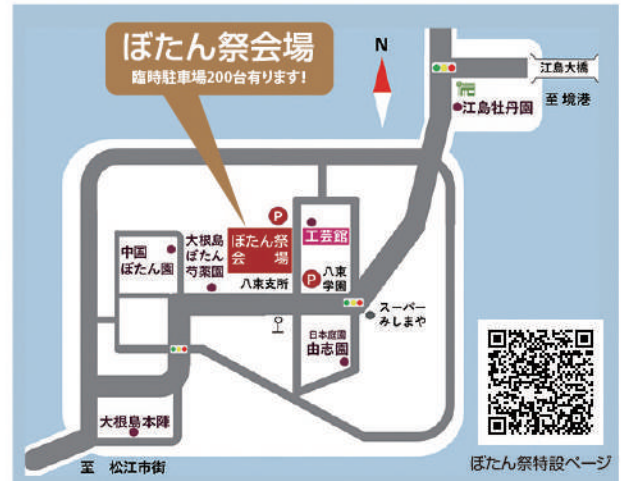 ぼたん祭会場
臨時駐車場200台有ります!
N
江島大橋
至 境港
江島牡丹園
P
工芸館
大根島
ぼたん
芍薬園
ぼたん祭
会 場
中国
ぼたん園
P
八束
学園
八束支所
スーパー
みしまや
日本庭園
由志園
大根島本陣
至 松江市街
ぼたん祭特設ページ